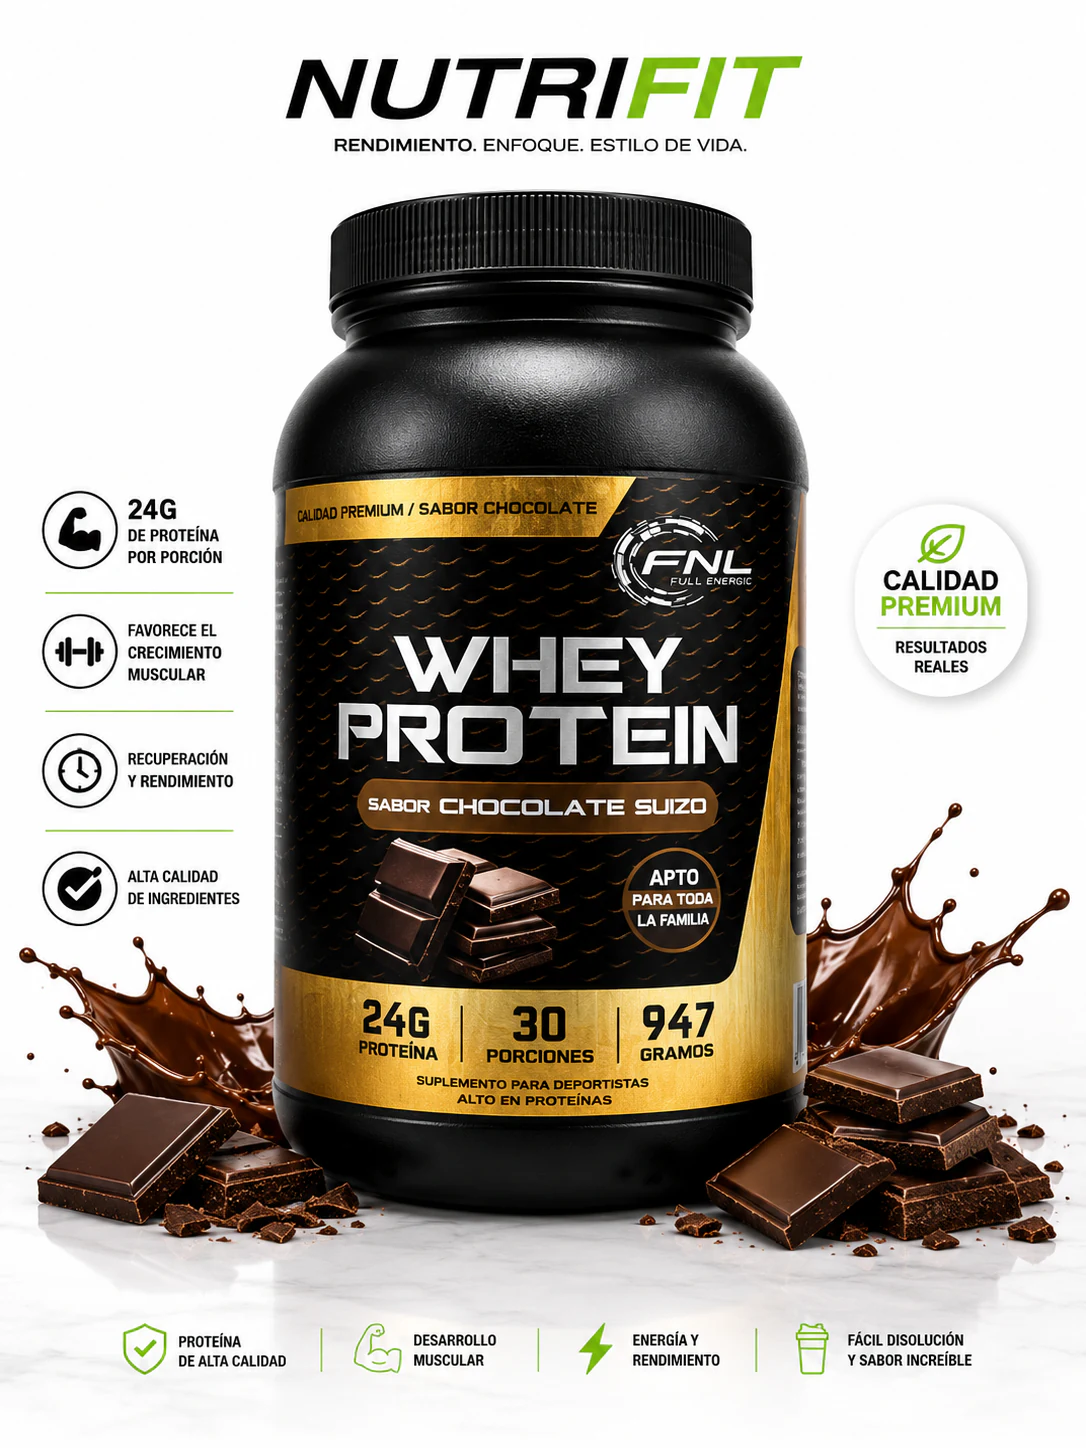 NUTRIFIT
RENDIMIENTO. ENFOQUE. ESTILO DE VIDA.
CALIDAD PREMIUM / SABOR CHOCOLATE
FNL
FULL ENERGIC
WHEY
PROTEIN
SABOR CHOCOLATE SUIZO
APTO
PARA TODA
LA FAMILIA
24G
PROTEÍNA
30
PORCIONES
947
GRAMOS
SUPLEMENTO PARA DEPORTISTAS
ALTO EN PROTEÍNAS
24G
DE PROTEÍNA
POR PORCIÓN
FAVORECE EL
CRECIMIENTO
MUSCULAR
RECUPERACIÓN
Y RENDIMIENTO
ALTA CALIDAD
DE INGREDIENTES
CALIDAD
PREMIUM
RESULTADOS
REALES
PROTEÍNA
DE ALTA CALIDAD
DESARROLLO
MUSCULAR
ENERGÍA Y
RENDIMIENTO
FÁCIL DISOLUCIÓN
Y SABOR INCREÍBLE